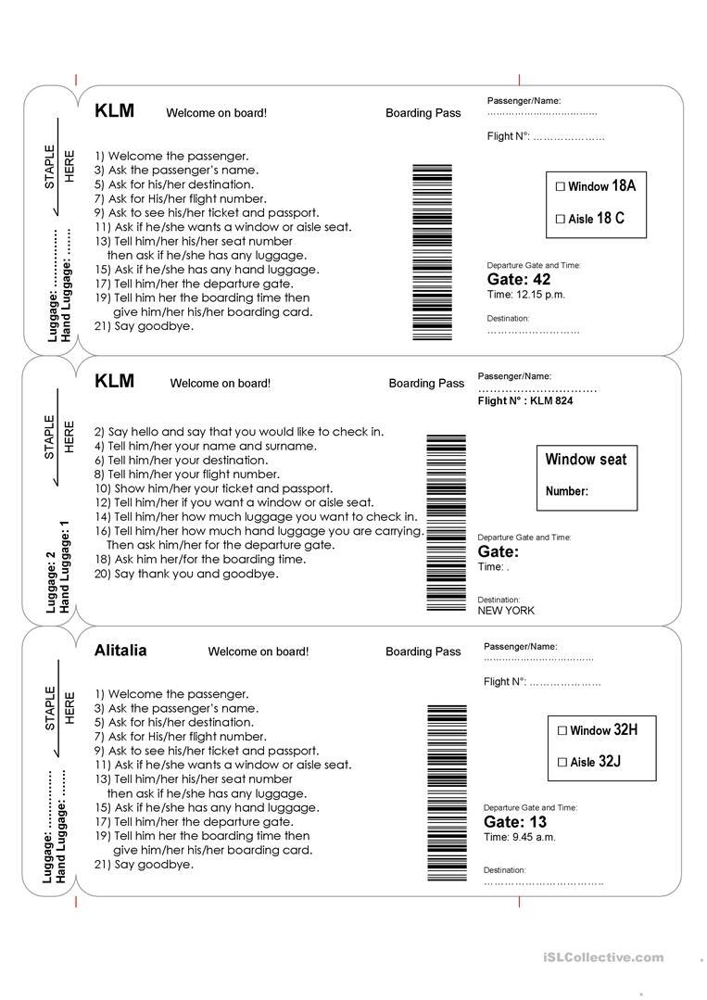 KLM Welcome on board! Boarding Pass
Passenger/Name:
………………………………
Flight N°: …………………
STAPLE
HERE
Luggage: ……………
Hand Luggage: …….
1) Welcome the passenger.
3) Ask the passenger's name.
5) Ask for his/her destination.
7) Ask for His/her flight number.
9) Ask to see his/her ticket and passport.
11) Ask if he/she wants a window or aisle seat.
13) Tell him/her his/her seat number
then ask if he/she has any luggage.
15) Ask if he/she has any hand luggage.
17) Tell him/her the departure gate.
19) Tell him her the boarding time then
give him/her his/her boarding card.
21) Say goodbye.
☐ Window 18A
☐ Aisle 18 C
Departure Gate and Time:
Gate: 42
Time: 12.15 p.m.
Destination:
………………………
KLM Welcome on board! Boarding Pass
Passenger/Name:
………………………….
Flight N° : KLM 824
STAPLE
HERE
Luggage: 2
Hand Luggage: 1
2) Say hello and say that you would like to check in.
4) Tell him/her your name and surname.
6) Tell him/her your destination.
8) Tell him/her your flight number.
10) Show him/her your ticket and passport.
12) Tell him/her if you want a window or aisle seat.
14) Tell him/her how much luggage you want to check in.
16) Tell him/her how much hand luggage you are carrying.
Then ask him/her for the departure gate.
18) Ask him her/for the boarding time.
20) Say thank you and goodbye.
Window seat
Number:
Departure Gate and Time:
Gate:
Time: .
Destination:
NEW YORK
Alitalia Welcome on board! Boarding Pass
Passenger/Name:
………………………………
Flight N°: …………………
STAPLE
HERE
Luggage: ……………
Hand Luggage: …….
1) Welcome the passenger.
3) Ask the passenger's name.
5) Ask for his/her destination.
7) Ask for His/her flight number.
9) Ask to see his/her ticket and passport.
11) Ask if he/she wants a window or aisle seat.
13) Tell him/her his/her seat number
then ask if he/she has any luggage.
15) Ask if he/she has any hand luggage.
17) Tell him/her the departure gate.
19) Tell him her the boarding time then
give him/her his/her boarding card.
21) Say goodbye.
☐ Window 32H
☐ Aisle 32J
Departure Gate and Time:
Gate: 13
Time: 9.45 a.m.
Destination:
……………………………..
iSLCollective.com